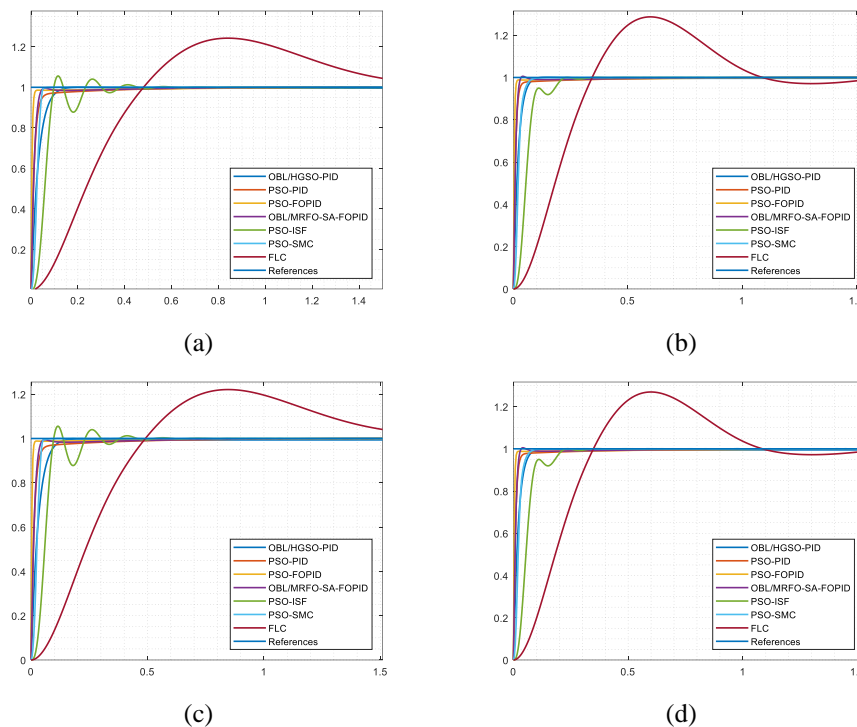 1.2
1
0.8
0.6
0.4
0.2
0 0.2 0.4 0.6 0.8 1 1.2 1.4
OBL/HGSO-PID
PSO-PID
PSO-FOPID
OBL/MRFO-SA-FOPID
PSO-ISF
PSO-SMC
FLC
References
(a)
1.2
1
0.8
0.6
0.4
0.2
0
0 0.5 1 1.5
OBL/HGSO-PID
PSO-PID
PSO-FOPID
OBL/MRFO-SA-FOPID
PSO-ISF
PSO-SMC
FLC
References
(b)
1.2
1
0.8
0.6
0.4
0.2
0
0 0.5 1 1.5
OBL/HGSO-PID
PSO-PID
PSO-FOPID
OBL/MRFO-SA-FOPID
PSO-ISF
PSO-SMC
FLC
References
(c)
1.2
1
0.8
0.6
0.4
0.2
0
0 0.5 1 1.5
OBL/HGSO-PID
PSO-PID
PSO-FOPID
OBL/MRFO-SA-FOPID
PSO-ISF
PSO-SMC
FLC
References
(d)